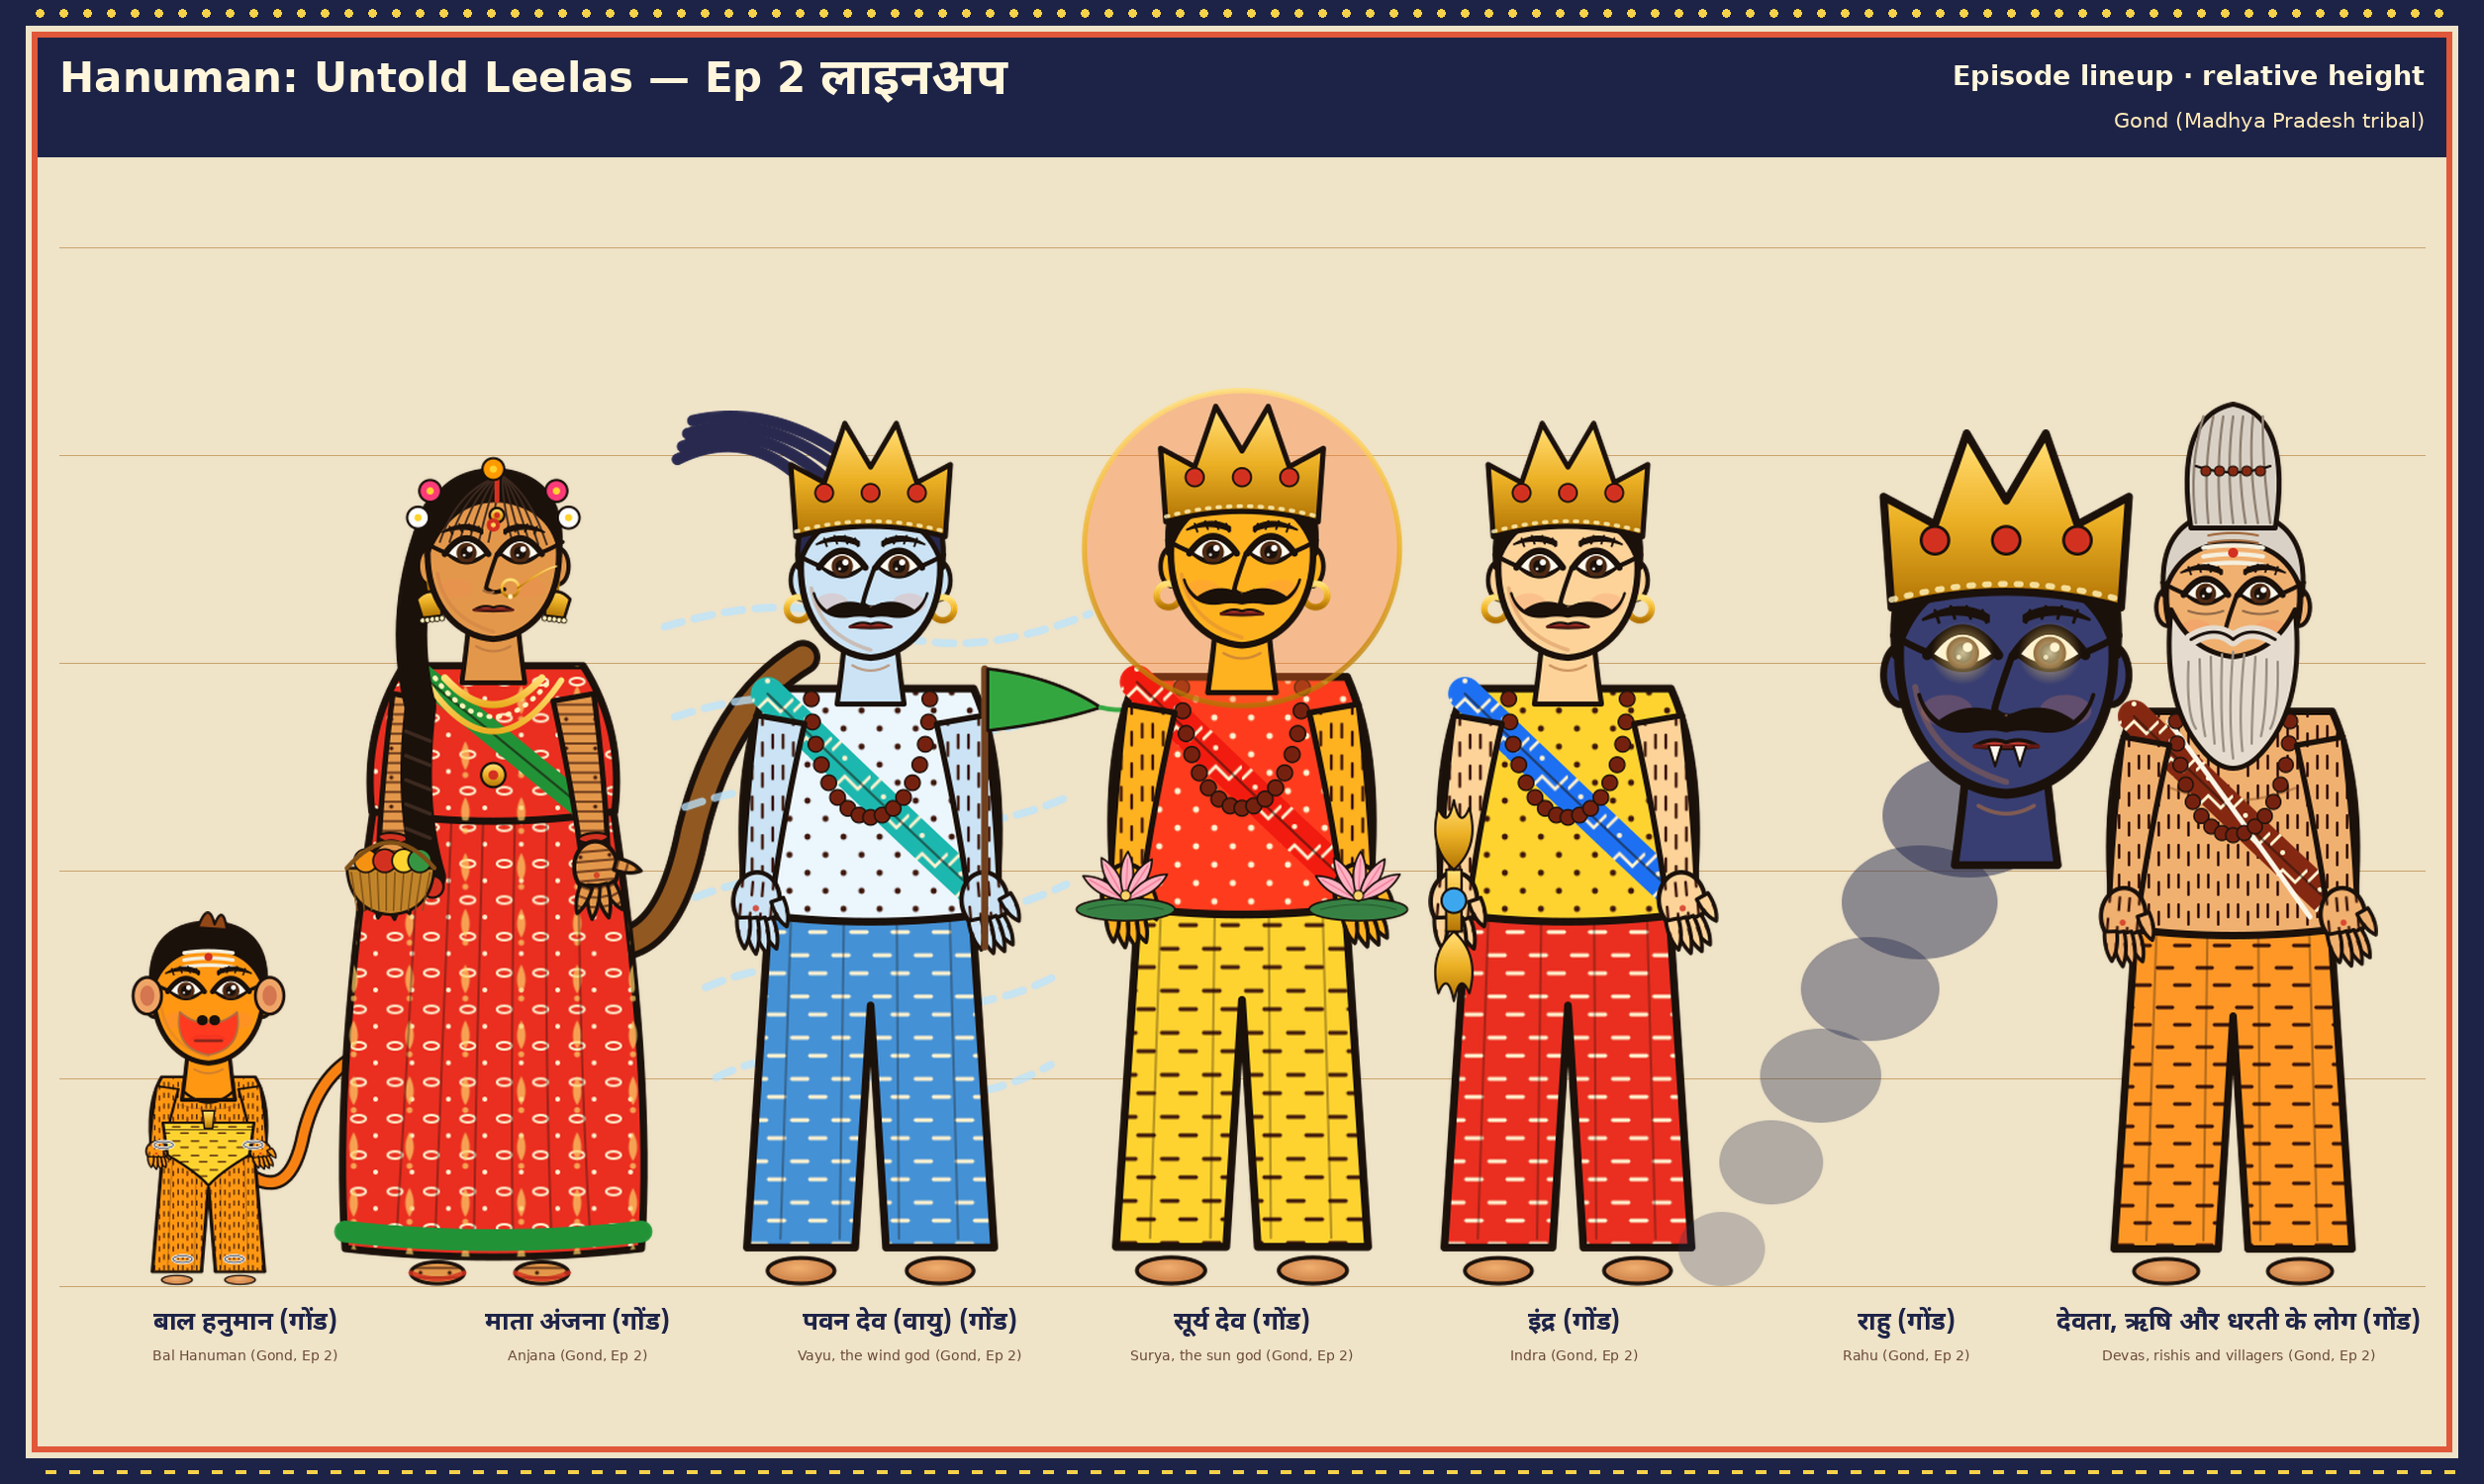 Hanuman: Untold Leelas — Ep 2 लाइनअप
Episode lineup · relative height
Gond (Madhya Pradesh tribal)
बाल हनुमान (गोंड)
Bal Hanuman (Gond, Ep 2)
माता अंजना (गोंड)
Anjana (Gond, Ep 2)
पवन देव (वायु) (गोंड)
Vayu, the wind god (Gond, Ep 2)
सूर्य देव (गोंड)
Surya, the sun god (Gond, Ep 2)
इंद्र (गोंड)
Indra (Gond, Ep 2)
राहु (गोंड)
Rahu (Gond, Ep 2)
देवता, ऋषि और धरती के लोग (गोंड)
Devas, rishis and villagers (Gond, Ep 2)